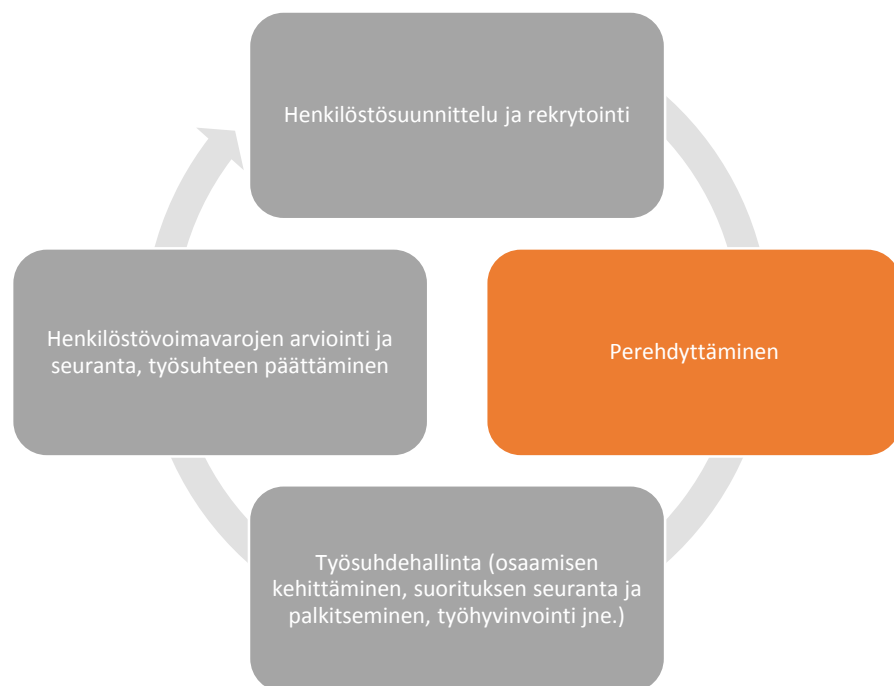 Henkilöstösuunnittelu ja rekrytointi
Perehdyttäminen
Työsuhdehallinta (osaamisen
kehittäminen, suorituksen seuranta ja
palkitseminen, työhyvinvointi jne.)
Henkilöstövoimavarojen arviointi ja
seuranta, työsuhteen päättäminen